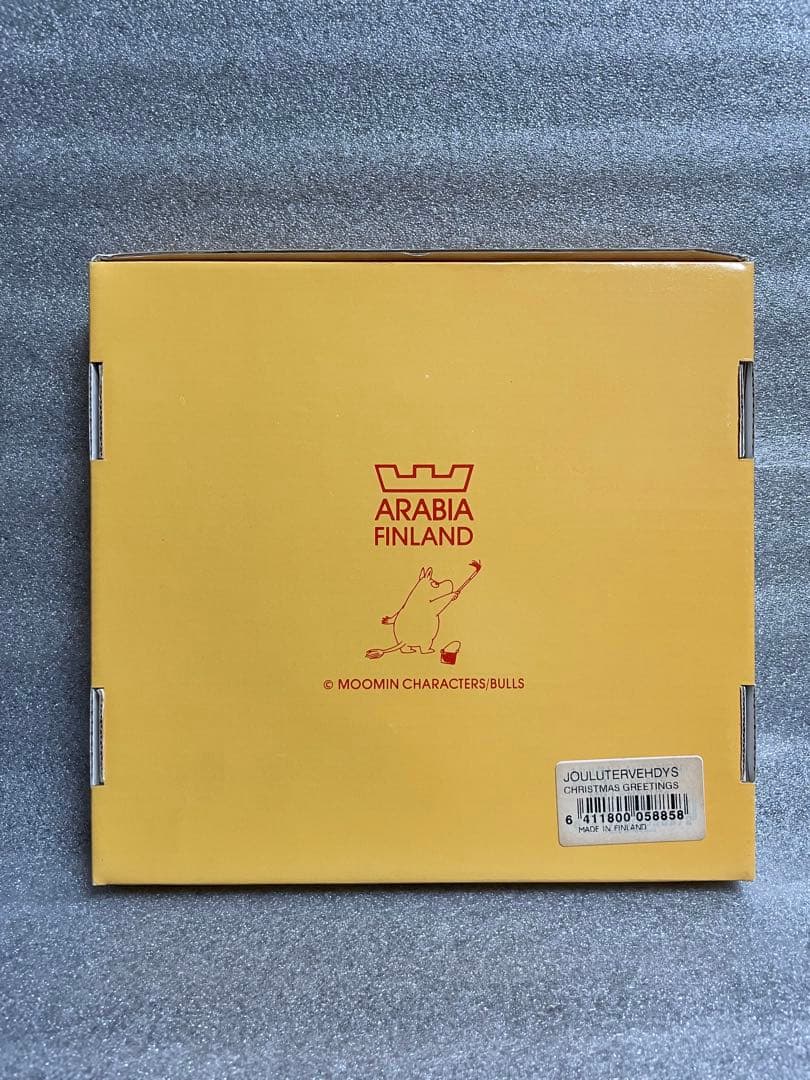 ARABIA
FINLAND
© MOOMIN CHARACTERS/BULLS
JOULUTERVEHDYS
CHRISTMAS GREETINGS
6 411800 058858
MADE IN FINLAND